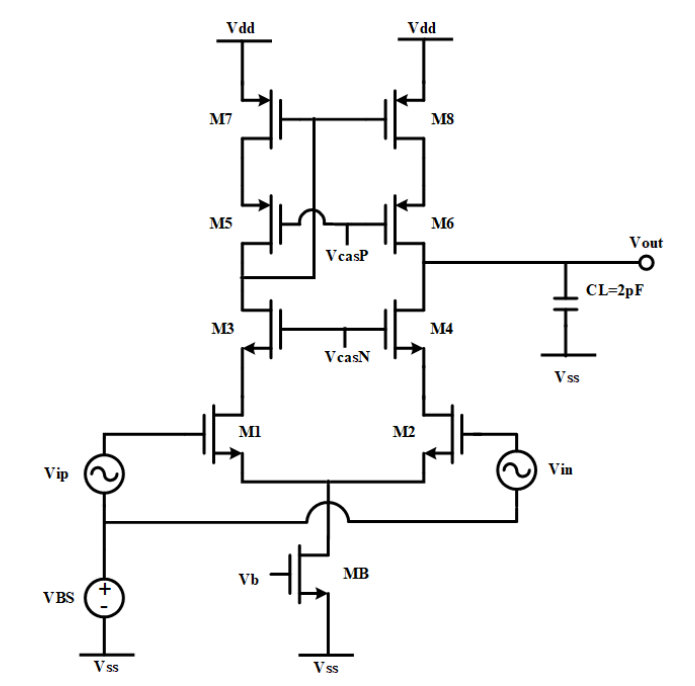 Vdd
Vdd
M7
M8
M5
M6
VcasP
Vout
CL=2pF
M3
M4
VcasN
Vss
M1
M2
Vip
Vin
Vb
MB
VBS
+
-
Vss
Vss